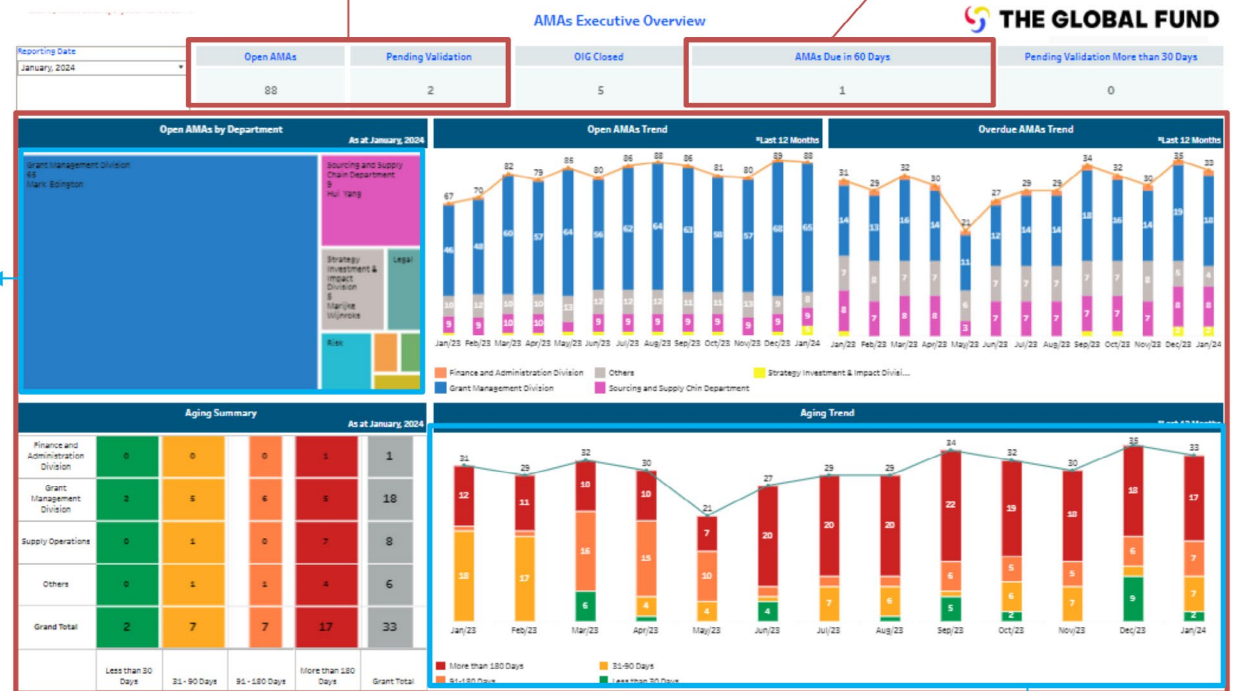 AMAs Executive Overview
THE GLOBAL FUND
Reporting Date
January, 2024
Open AMAs
Pending Validation
OIG Closed
AMAs Due in 60 Days
Pending Validation More than 30 Days
88
2
5
1
0
Open AMAs by Department
As at January, 2024
Grant Management Division
65
Mark Edington
Sourcing and Supply
Chain Department
9
Hui Yang
Strategy
Investment &
Impact
Division
5
Marijke
Wijnroks
Legal
Risk
Open AMAs Trend
*Last 12 Months
67 70 82 79 86 80 86 88 86 81 80 89 88
46 48 60 57 64 56 62 64 63 58 57 68 65
10 12 10 10 13 12 12 12 11 11 13 9 8
9 9 10 10 9 9 9 9 9 9 9 9
5
Jan/23 Feb/23 Mar/23 Apr/23 May/23 Jun/23 Jul/23 Aug/23 Sep/23 Oct/23 Nov/23 Dec/23 Jan/24
Overdue AMAs Trend
*Last 12 Months
31 29 32 30 21 27 29 29 34 32 30 35 33
14 13 16 14 11 12 14 14 18 16 14 19 18
7 8 7 7 6 7 7 7 7 7 8 5 4
8 7 8 8 3 7 7 7 7 7 7 8 8
2 2
Jan/23 Feb/23 Mar/23 Apr/23 May/23 Jun/23 Jul/23 Aug/23 Sep/23 Oct/23 Nov/23 Dec/23 Jan/24
Finance and Administration Division
Others
Strategy Investment & Impact Divisi...
Grant Management Division
Sourcing and Supply Chin Department
Aging Summary
As at January, 2024
Finance and
Administration
Division
0 0 0 1 1
Grant
Management
Division
2 5 6 5 18
Supply Operations
0 1 0 7 8
Others
0 1 1 4 6
Grand Total
2 7 7 17 33
Less than 30
Days
31 - 90 Days
91 - 180 Days
More than 180
Days
Grant Total
Aging Trend
*Last 12 Months
31 29 32 30 21 27 29 29 34 32 30 35 33
12 11 10 10 7 20 20 20 22 19 18 18 17
16 15 10 6 5 5 6 7
18 17 4 4 7 6 6 7 7
6 4 5 2 9 2
Jan/23 Feb/23 Mar/23 Apr/23 May/23 Jun/23 Jul/23 Aug/23 Sep/23 Oct/23 Nov/23 Dec/23 Jan/24
More than 180 Days
31-90 Days
91-180 Days
Less than 30 Days